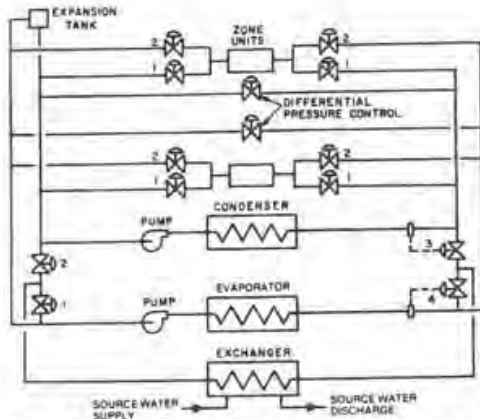 EXPANSION
TANK
ZONE
UNITS
2
2
1
1
DIFFERENTIAL
PRESSURE CONTROL
2
2
1
1
CONDENSER
PUMP
3
2
EVAPORATOR
PUMP
1
4
EXCHANGER
SOURCE WATER
SUPPLY
SOURCE WATER
DISCHARGE